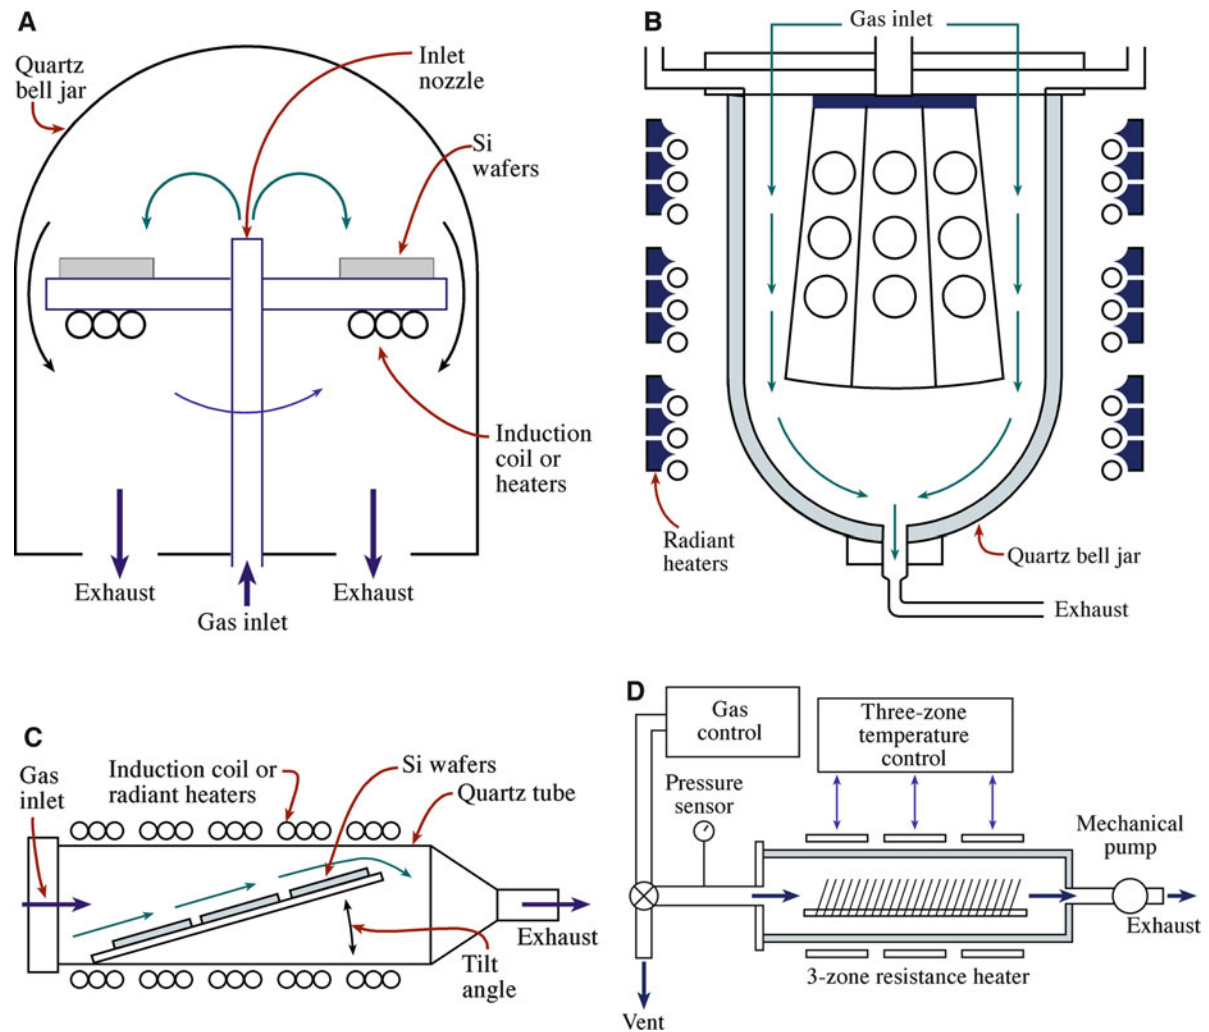 A
Quartz
bell jar
Inlet
nozzle
Si
wafers
Induction
coil or
heaters
Exhaust
Gas inlet
Exhaust
B
Gas inlet
Radiant
heaters
Quartz bell jar
Exhaust
C
Gas
inlet
Induction coil or
radiant heaters
Si wafers
Quartz tube
Exhaust
Tilt
angle
D
Gas
control
Three-zone
temperature
control
Pressure
sensor
Mechanical
pump
Exhaust
3-zone resistance heater
Vent